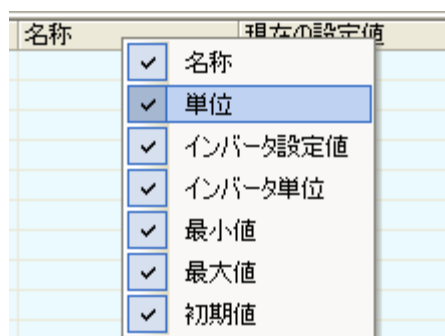 名称 現在の設定値
名称
単位
インバータ設定値
インバータ単位
最小値
最大値
初期値